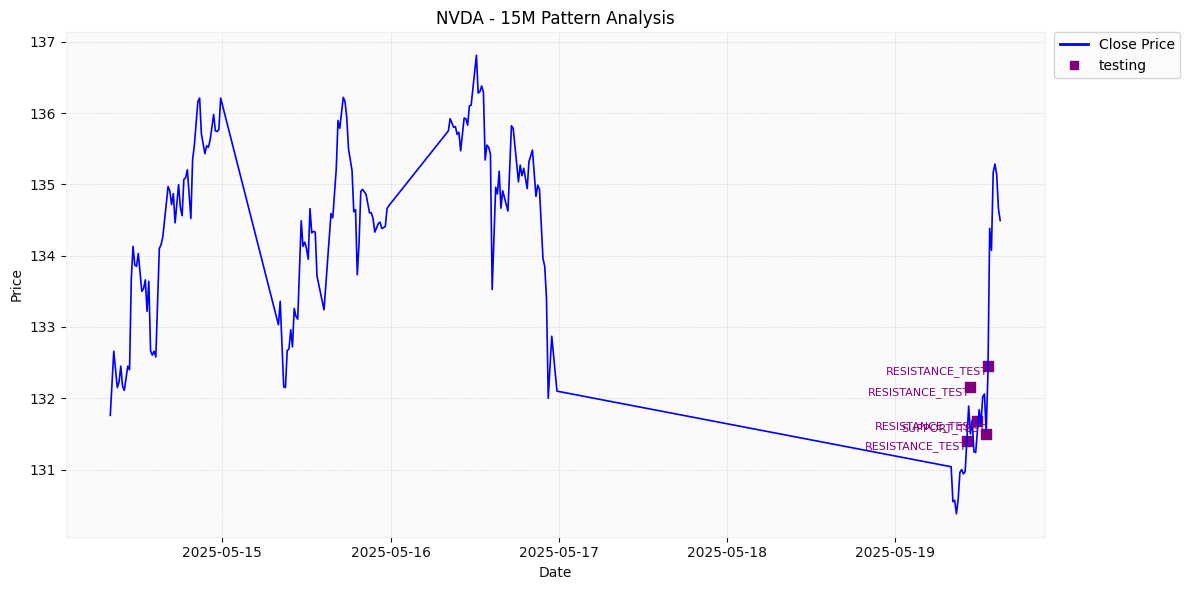 NVDA - 15M Pattern Analysis
Close Price
testing
137
136
135
134
133
132
131
Price
RESISTANCE_TEST
RESISTANCE_TEST
RESISTANCE_TEST
SUPPORT_TEST
RESISTANCE_TEST
2025-05-15
2025-05-16
2025-05-17
2025-05-18
2025-05-19
Date